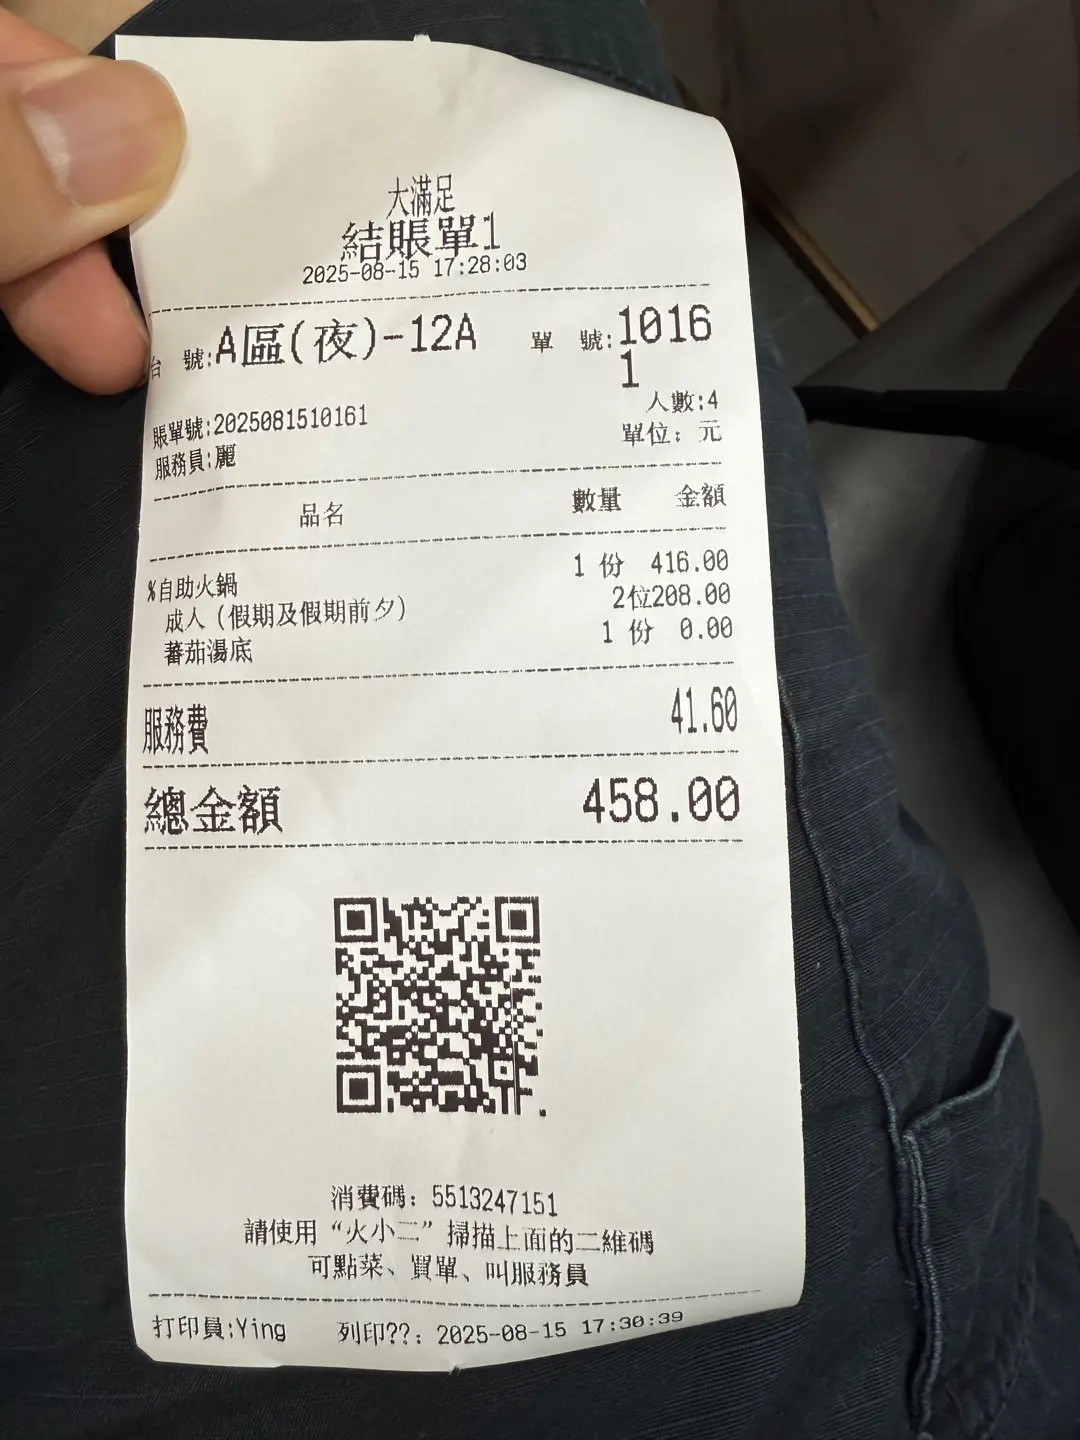 大滿足
結賬單1
2025-08-15 17:28:03
台 號:A區(夜)-12A 單 號:1016
1
人數:4
賬單號:2025081510161
單位: 元
服務員:麗
品名 數量 金額
%自助火鍋 1 份 416.00
成人(假期及假期前夕) 2位208.00
蕃茄湯底 1 份 0.00
服務費 41.60
總金額 458.00
消費碼: 5513247151
請使用“火小二”掃描上面的二維碼
可點菜、買單、叫服務員
打印員:Ying 列印??: 2025-08-15 17:30:39